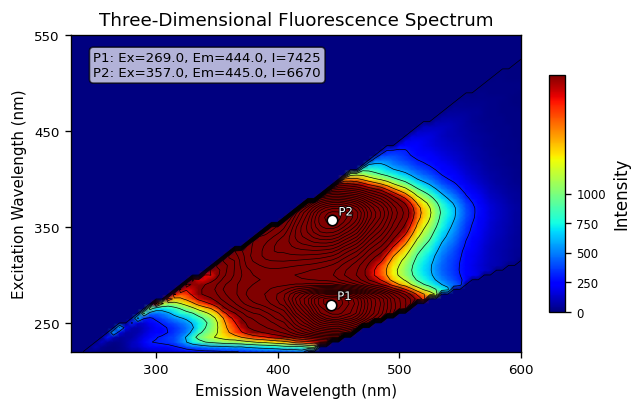 Three-Dimensional Fluorescence Spectrum
P1: Ex=269.0, Em=444.0, I=7425
P2: Ex=357.0, Em=445.0, I=6670
550
450
350
250
Excitation Wavelength (nm)
P2
P1
300
400
500
600
Emission Wavelength (nm)
1000
750
500
250
0
Intensity